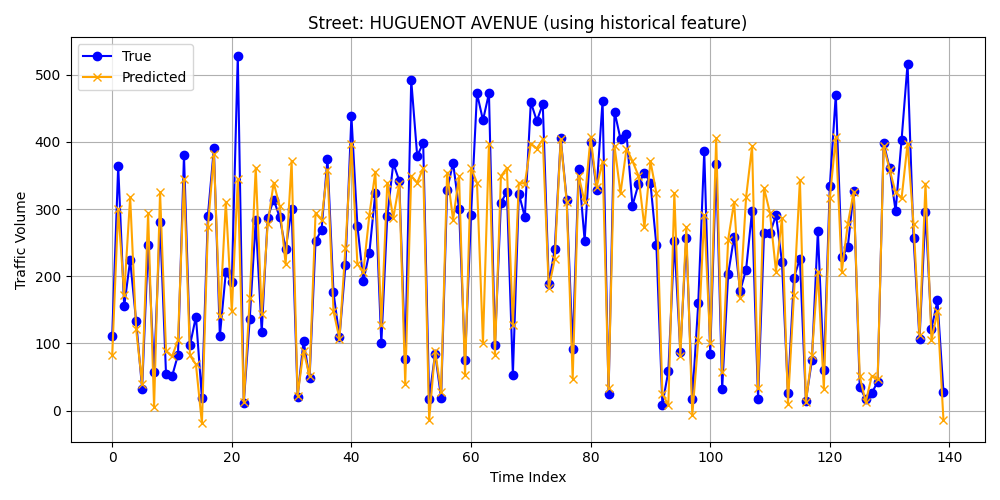 Street: HUGUENOT AVENUE (using historical feature)
True
Predicted
Traffic Volume
500
400
300
200
100
0
0 20 40 60 80 100 120 140
Time Index